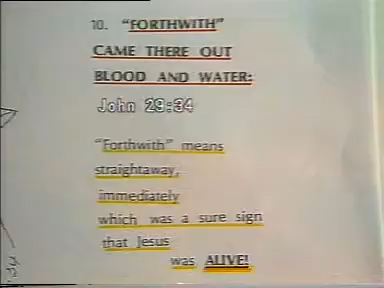 10. "FORTHWITH"
CAME THERE OUT
BLOOD AND WATER:
John 29:34
"Forthwith" means
straightaway,
immediately
which was a sure sign
that Jesus
was ALIVE!